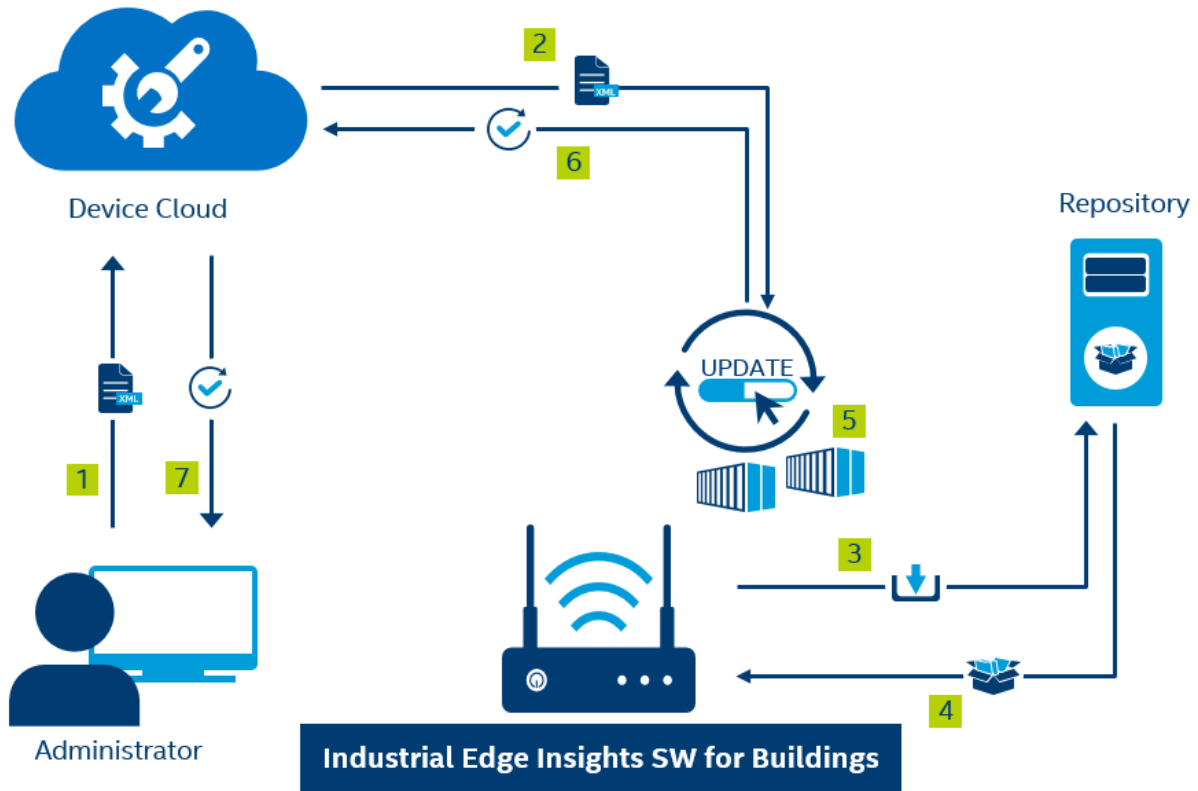 2
XML
6
Device Cloud
Repository
UPDATE
XML
5
1
7
3
4
Administrator
Industrial Edge Insights SW for Buildings